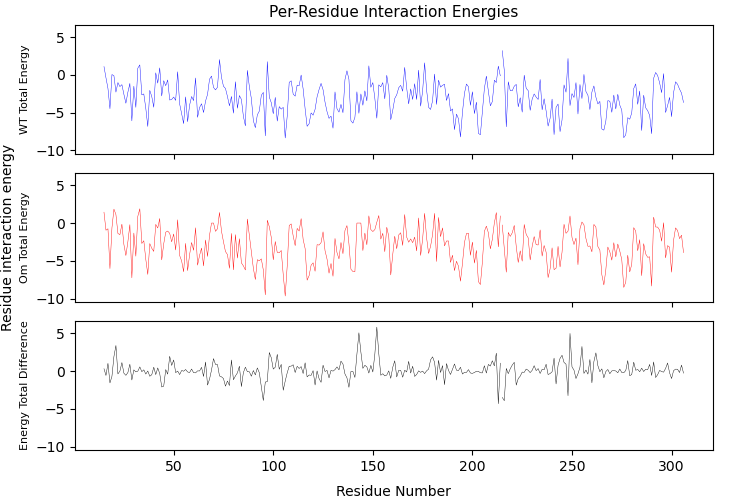 Per-Residue Interaction Energies
5
0
−5
−10
WT Total Energy
5
0
−5
−10
Om Total Energy
Residue interaction energy
5
0
−5
−10
Energy Total Difference
50 100 150 200 250 300
Residue Number